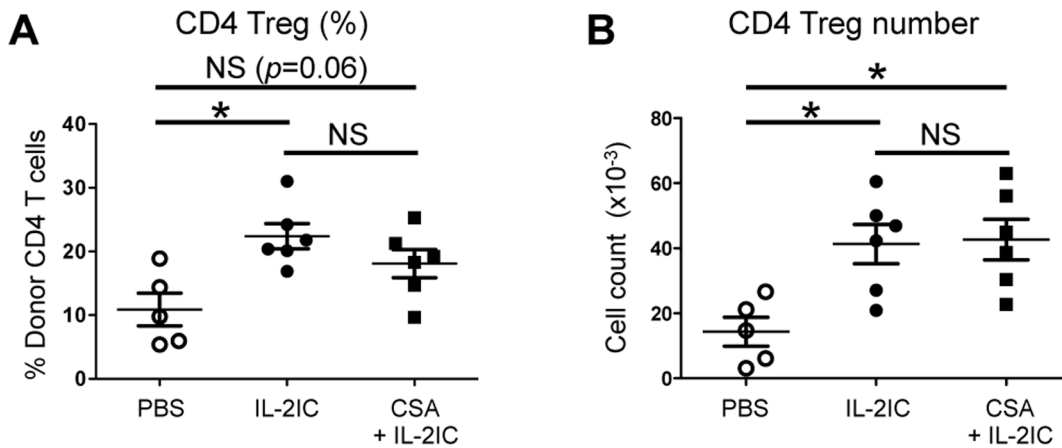 A
CD4 Treg (%)
NS (p=0.06)
*
NS
% Donor CD4 T cells
40
30
20
10
0
PBS
IL-2IC
CSA
+ IL-2IC
B
CD4 Treg number
*
*
NS
Cell count (x10⁻³)
80
60
40
20
0
PBS
IL-2IC
CSA
+ IL-2IC